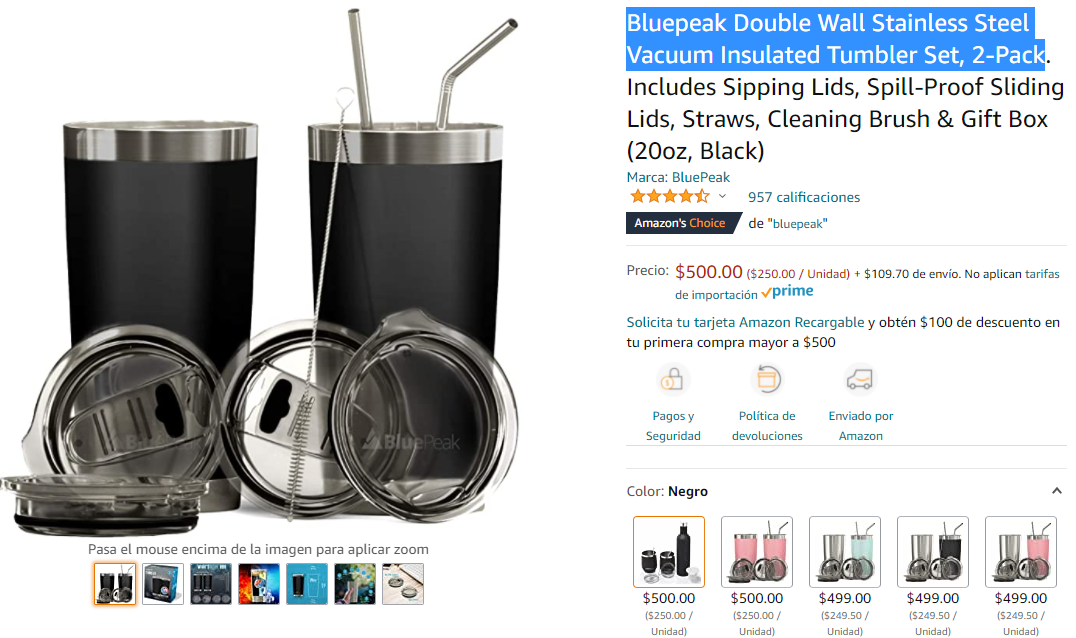 Bluepeak Double Wall Stainless Steel
Vacuum Insulated Tumbler Set, 2-Pack.
Includes Sipping Lids, Spill-Proof Sliding
Lids, Straws, Cleaning Brush & Gift Box
(20oz, Black)
Marca: BluePeak
957 calificaciones
Amazon's Choice de "bluepeak"
Precio: $500.00 ($250.00 / Unidad) + $109.70 de envío. No aplican tarifas
de importación prime
Solicita tu tarjeta Amazon Recargable y obtén $100 de descuento en
tu primera compra mayor a $500
Pagos y Política de Enviado por
Seguridad devoluciones Amazon
Color: Negro
$500.00 $500.00 $499.00 $499.00 $499.00
($250.00 / ($250.00 / ($249.50 / ($249.50 / ($249.50 /
Unidad) Unidad) Unidad) Unidad) Unidad)
BluePeak
Pasa el mouse encima de la imagen para aplicar zoom